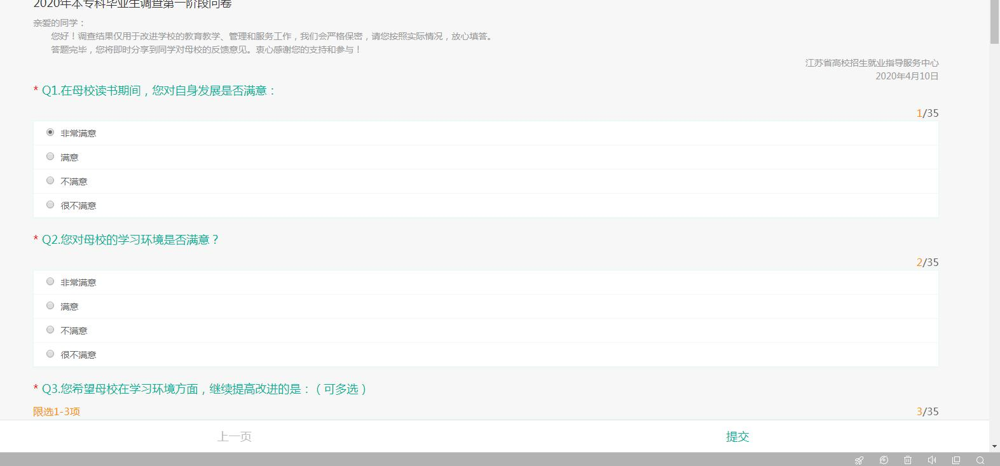 2020年本专科毕业生调查第一阶段问卷
亲爱的同学：
您好！调查结果仅用于改进学校的教育教学、管理和服务工作，我们会严格保密，请您按照实际情况，放心填答。
答题完毕，您将即时分享到同学对母校的反馈意见。衷心感谢您的支持和参与！
江苏省高校招生就业指导服务中心
2020年4月10日
* Q1.在母校读书期间，您对自身发展是否满意：
1/35
非常满意
满意
不满意
很不满意
* Q2.您对母校的学习环境是否满意？
2/35
非常满意
满意
不满意
很不满意
* Q3.您希望母校在学习环境方面，继续提高改进的是：（可多选）
限选1-3项
3/35
上一页
提交